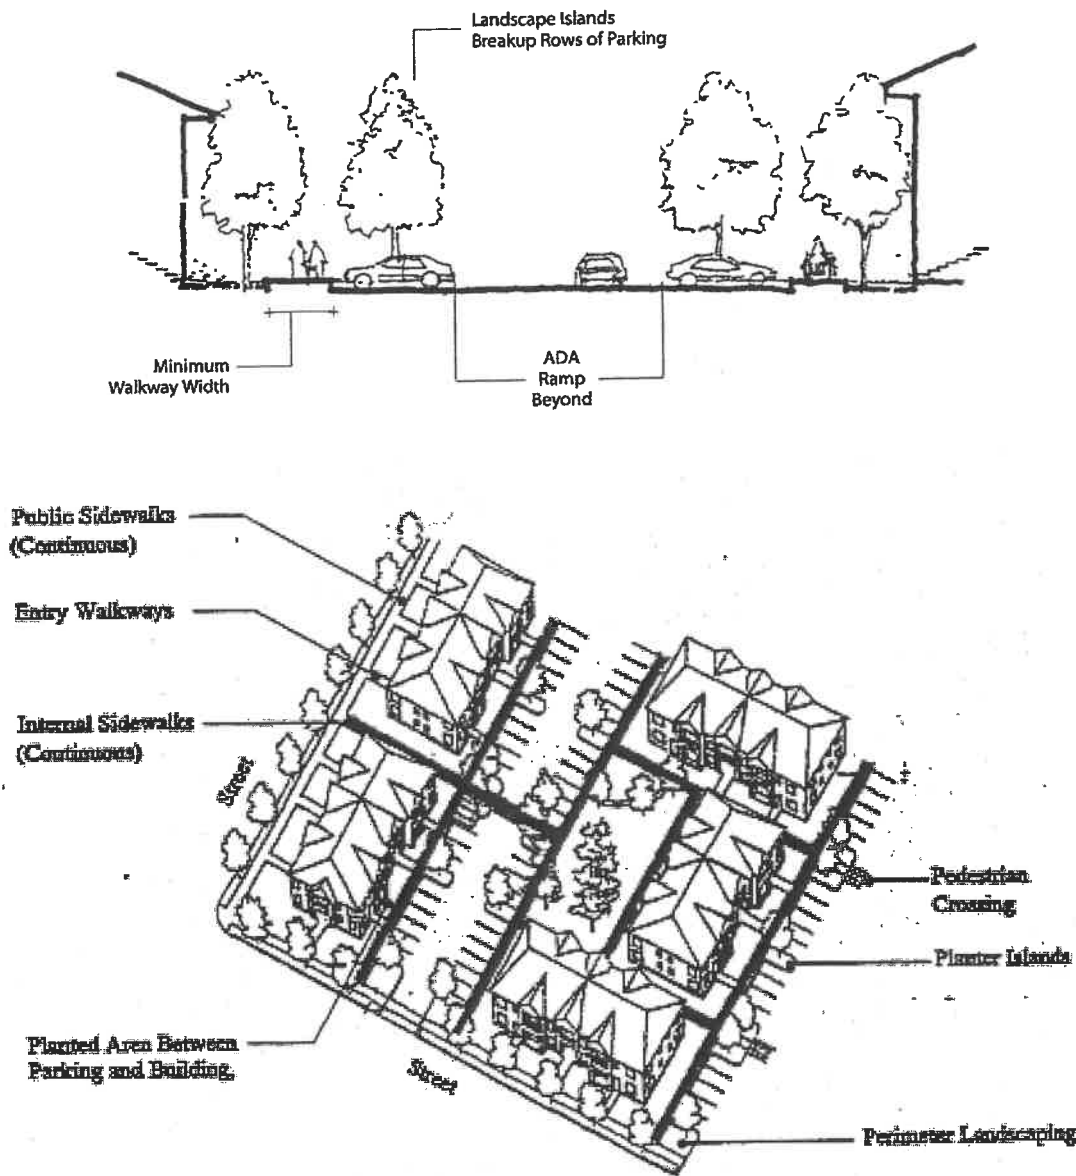 Landscape Islands
Breakup Rows of Parking
Minimum
Walkway Width
ADA
Ramp
Beyond
Public Sidewalks
(Continuous)
Entry Walkways
Internal Sidewalks
(Continuous)
Street
Pedestrian
Crossing
Planter Islands
Planted Area Between
Parking and Building.
Street
Perimeter Landscaping